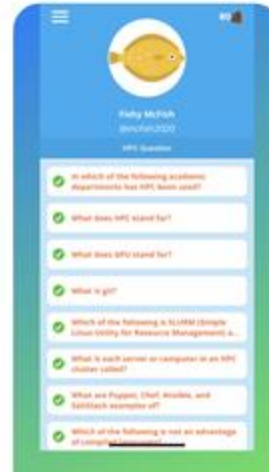 Fishy McFish
@mcfish2020
HPC Question
In which of the following academic
departments has HPC been used?
What does HPC stand for?
What does GPU stand for?
What is git?
Which of the following is SLURM (Simple
Linux Utility for Resource Management) a...
What is each server or computer in an HPC
cluster called?
What are Puppet, Chef, Ansible, and
SaltStack examples of?
Which of the following is not an advantage
of compiled